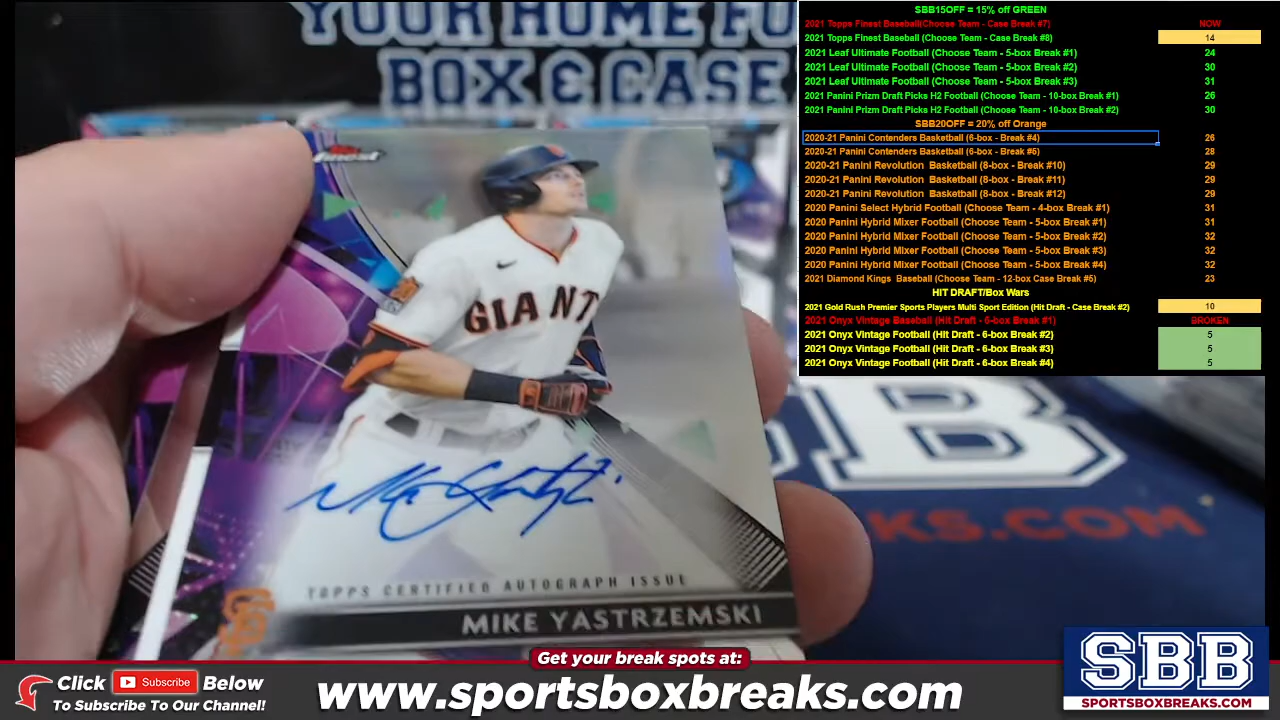 YOUR HOME FO
BOX & CASE
Finest
GIANT
TOPPS CERTIFIED AUTOGRAPH ISSUE
MIKE YASTRZEMSKI
SF
KS.COM
SBB15OFF = 15% off GREEN
2021 Topps Finest Baseball(Choose Team - Case Break #7) NOW
2021 Topps Finest Baseball (Choose Team - Case Break #8) 14
2021 Leaf Ultimate Football (Choose Team - 5-box Break #1) 24
2021 Leaf Ultimate Football (Choose Team - 5-box Break #2) 30
2021 Leaf Ultimate Football (Choose Team - 5-box Break #3) 31
2021 Panini Prizm Draft Picks H2 Football (Choose Team - 10-box Break #1) 26
2021 Panini Prizm Draft Picks H2 Football (Choose Team - 10-box Break #2) 30
SBB20OFF = 20% off Orange
2020-21 Panini Contenders Basketball (6-box - Break #4) 26
2020-21 Panini Contenders Basketball (6-box - Break #5) 28
2020-21 Panini Revolution Basketball (8-box - Break #10) 29
2020-21 Panini Revolution Basketball (8-box - Break #11) 29
2020-21 Panini Revolution Basketball (8-box - Break #12) 29
2020 Panini Select Hybrid Football (Choose Team - 4-box Break #1) 31
2020 Panini Hybrid Mixer Football (Choose Team - 5-box Break #1) 31
2020 Panini Hybrid Mixer Football (Choose Team - 5-box Break #2) 32
2020 Panini Hybrid Mixer Football (Choose Team - 5-box Break #3) 32
2020 Panini Hybrid Mixer Football (Choose Team - 5-box Break #4) 32
2021 Diamond Kings Baseball (Choose Team - 12-box Case Break #5) 23
HIT DRAFT/Box Wars
2021 Gold Rush Premier Sports Players Multi Sport Edition (Hit Draft - Case Break #2) 10
2021 Onyx Vintage Baseball (Hit Draft - 6-box Break #1) BROKEN
2021 Onyx Vintage Football (Hit Draft - 6-box Break #2) 5
2021 Onyx Vintage Football (Hit Draft - 6-box Break #3) 5
2021 Onyx Vintage Football (Hit Draft - 6-box Break #4) 5
Get your break spots at:
Click Subscribe Below
To Subscribe To Our Channel!
www.sportsboxbreaks.com
SBB
SPORTSBOXBREAKS.COM